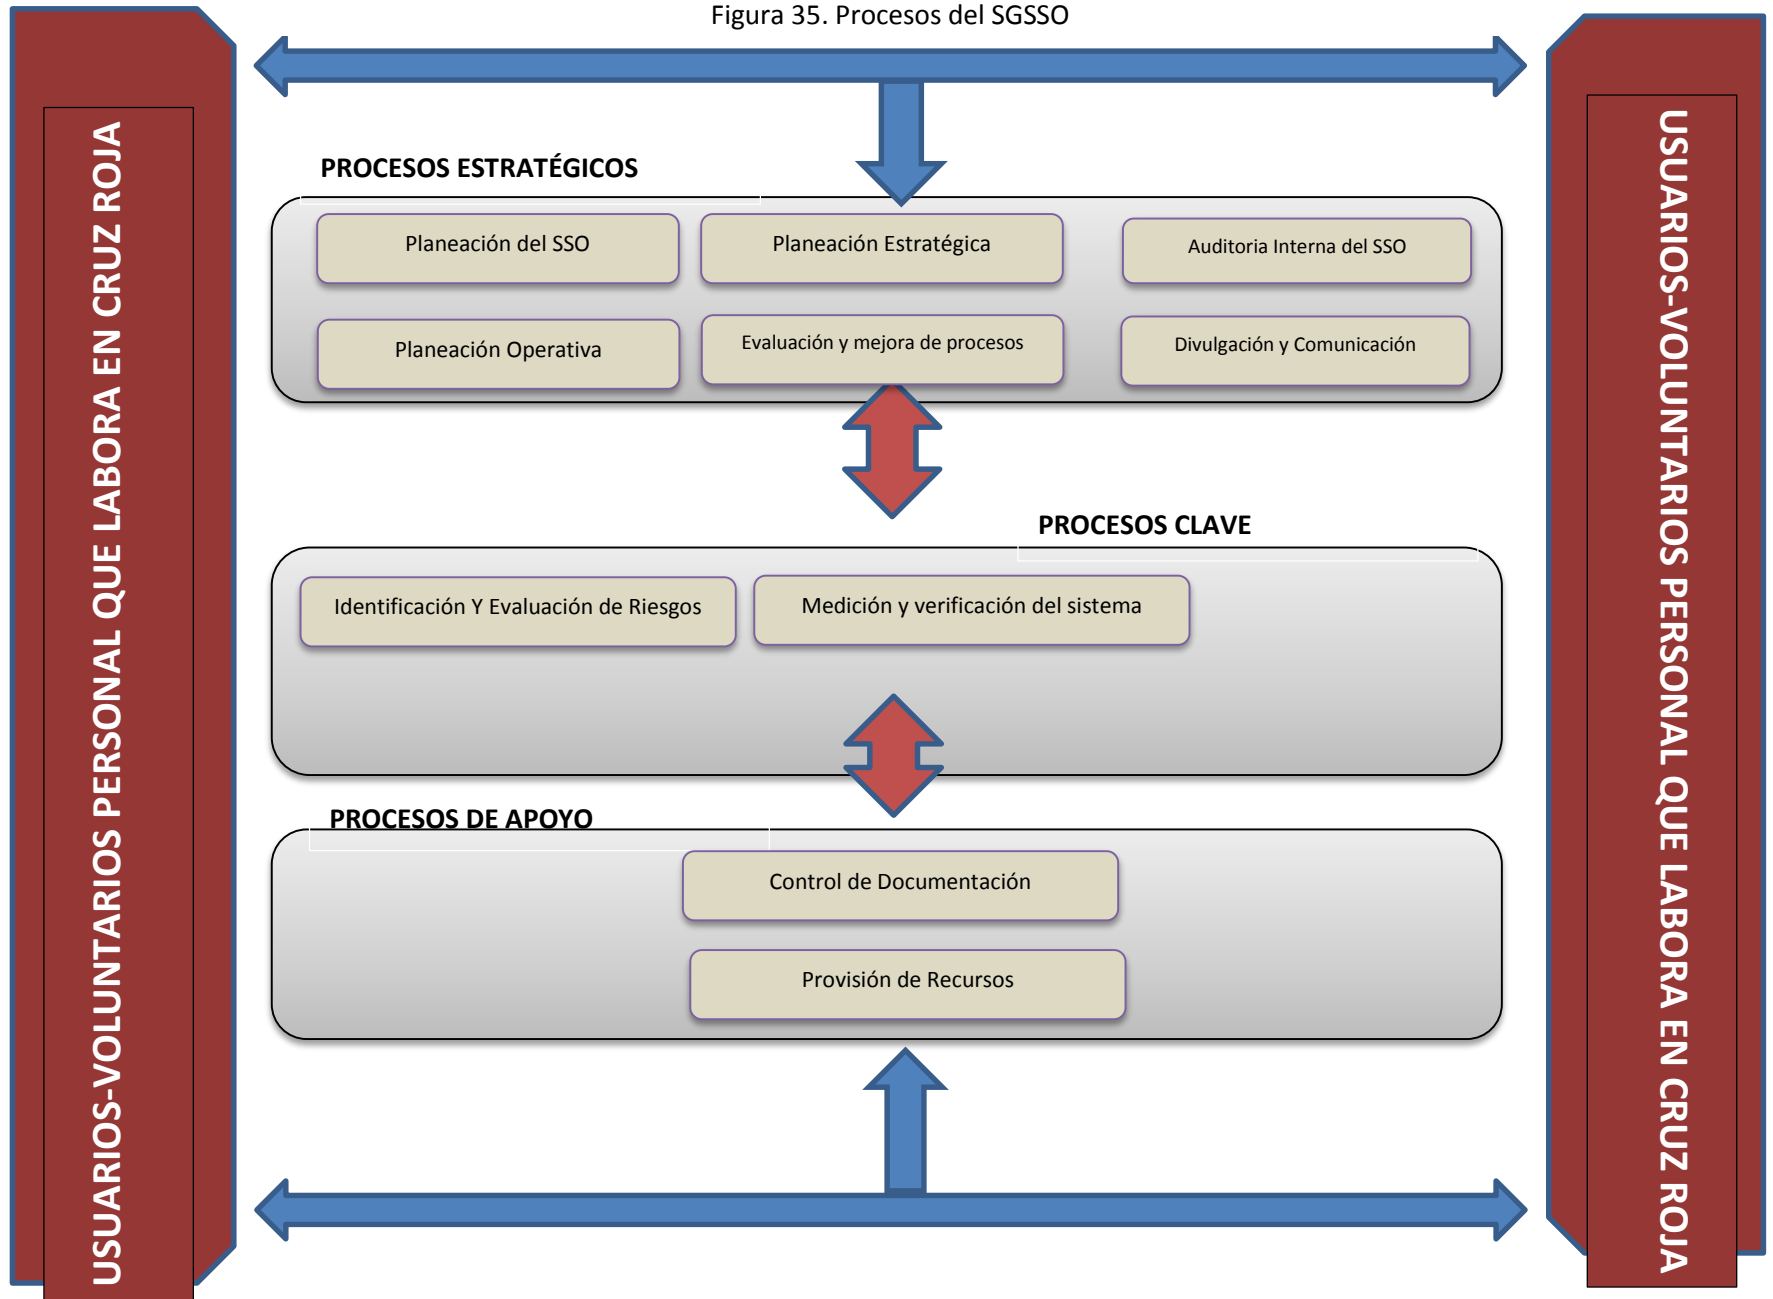 Figura 35. Procesos del SGSSO
USUARIOS-VOLUNTARIOS PERSONAL QUE LABORA EN CRUZ ROJA
PROCESOS ESTRATÉGICOS
Planeación del SSO
Planeación Estratégica
Auditoria Interna del SSO
Planeación Operativa
Evaluación y mejora de procesos
Divulgación y Comunicación
PROCESOS CLAVE
Identificación Y Evaluación de Riesgos
Medición y verificación del sistema
PROCESOS DE APOYO
Control de Documentación
Provisión de Recursos
USUARIOS-VOLUNTARIOS PERSONAL QUE LABORA EN CRUZ ROJA